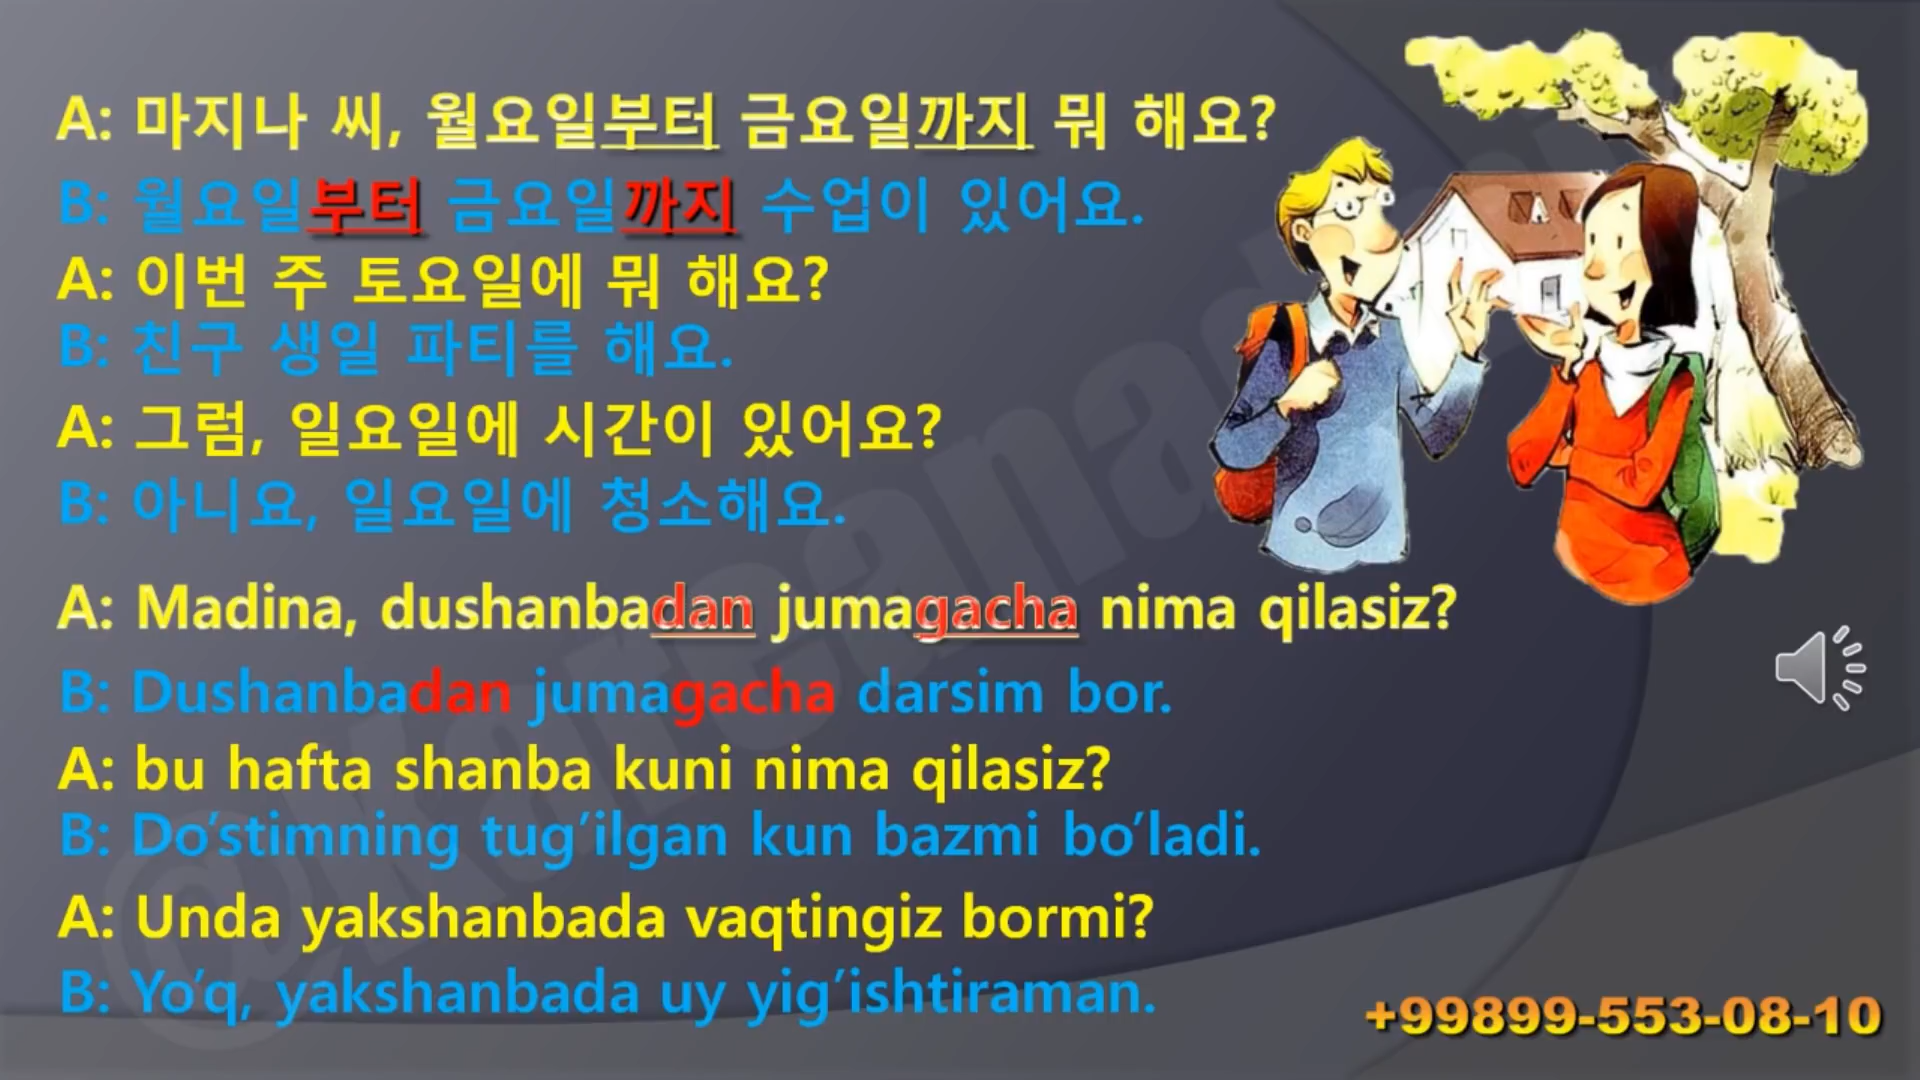 A: 마지나 씨, 월요일부터 금요일까지 뭐 해요?
B: 월요일부터 금요일까지 수업이 있어요.
A: 이번 주 토요일에 뭐 해요?
B: 친구 생일 파티를 해요.
A: 그럼, 일요일에 시간이 있어요?
B: 아니요, 일요일에 청소해요.
A: Madina, dushanbadan jumagacha nima qilasiz?
B: Dushanbadan jumagacha darsim bor.
A: bu hafta shanba kuni nima qilasiz?
B: Do’stimning tug’ilgan kun bazmi bo’ladi.
A: Unda yakshanbada vaqtingiz bormi?
B: Yo’q, yakshanbada uy yig’ishtiraman.
+99899-553-08-10